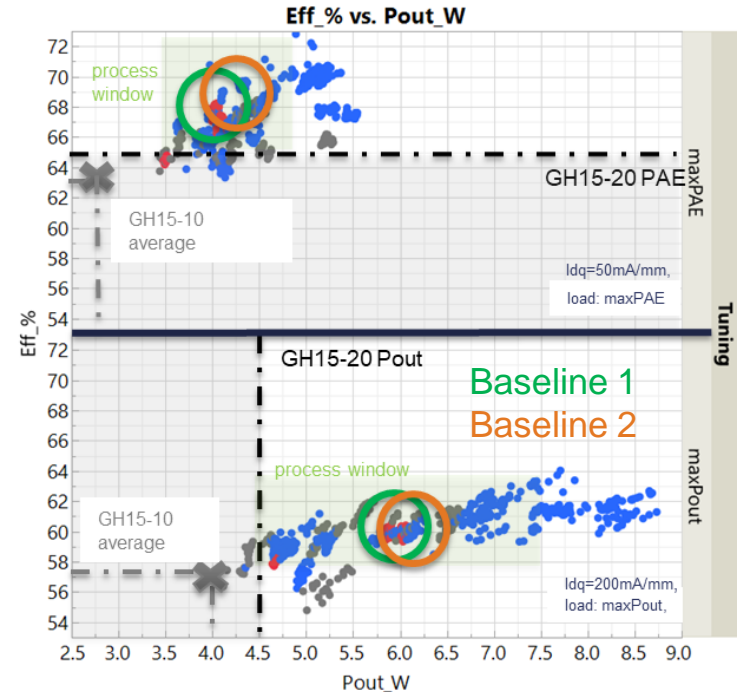 Eff_% vs. Pout_W
72
70
68
66
64
62
60
58
56
54
process
window
GH15-20 PAE
GH15-10
average
Idq=50mA/mm,
load: maxPAE
maxPAE
Eff_%
Tuning
72
70
68
66
64
62
60
58
56
54
GH15-20 Pout
Baseline 1
Baseline 2
process window
GH15-10
average
Idq=200mA/mm,
load: maxPout,
maxPout
2.5 3.0 3.5 4.0 4.5 5.0 5.5 6.0 6.5 7.0 7.5 8.0 8.5 9.0
Pout_W